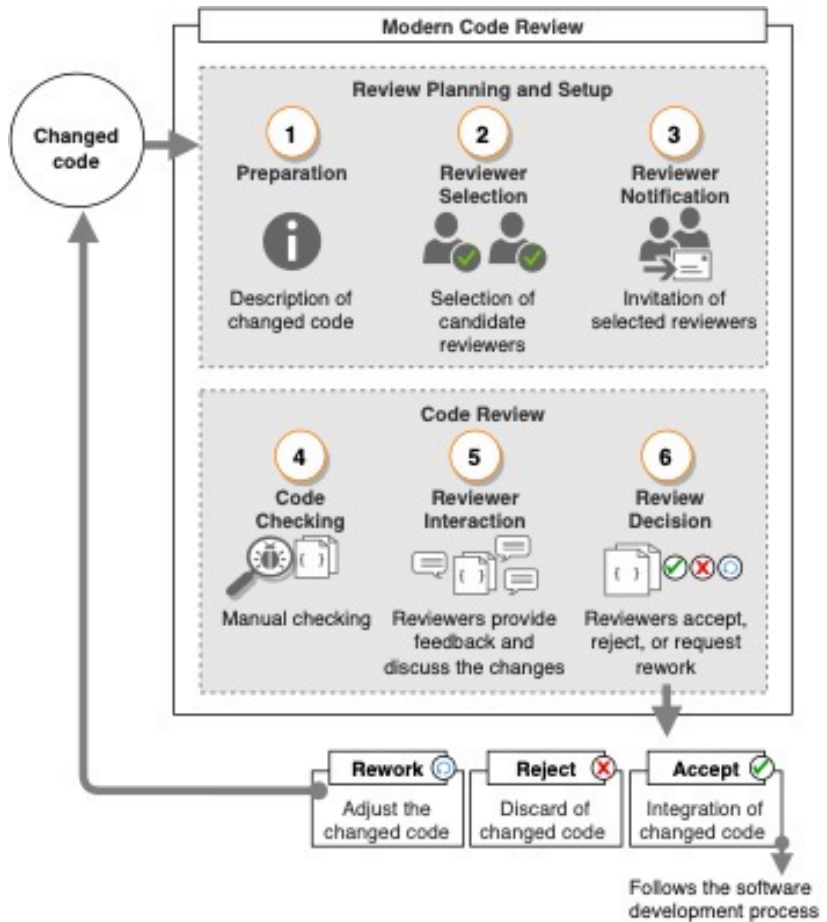 Modern Code Review
Review Planning and Setup
Changed
code
1
Preparation
Description of
changed code
2
Reviewer
Selection
Selection of
candidate
reviewers
3
Reviewer
Notification
Invitation of
selected reviewers
Code Review
4
Code
Checking
{ }
Manual checking
5
Reviewer
Interaction
{ }
Reviewers provide
feedback and
discuss the changes
6
Review
Decision
{ }
Reviewers accept,
reject, or request
rework
Rework
Adjust the
changed code
Reject
Discard of
changed code
Accept
Integration of
changed code
Follows the software
development process